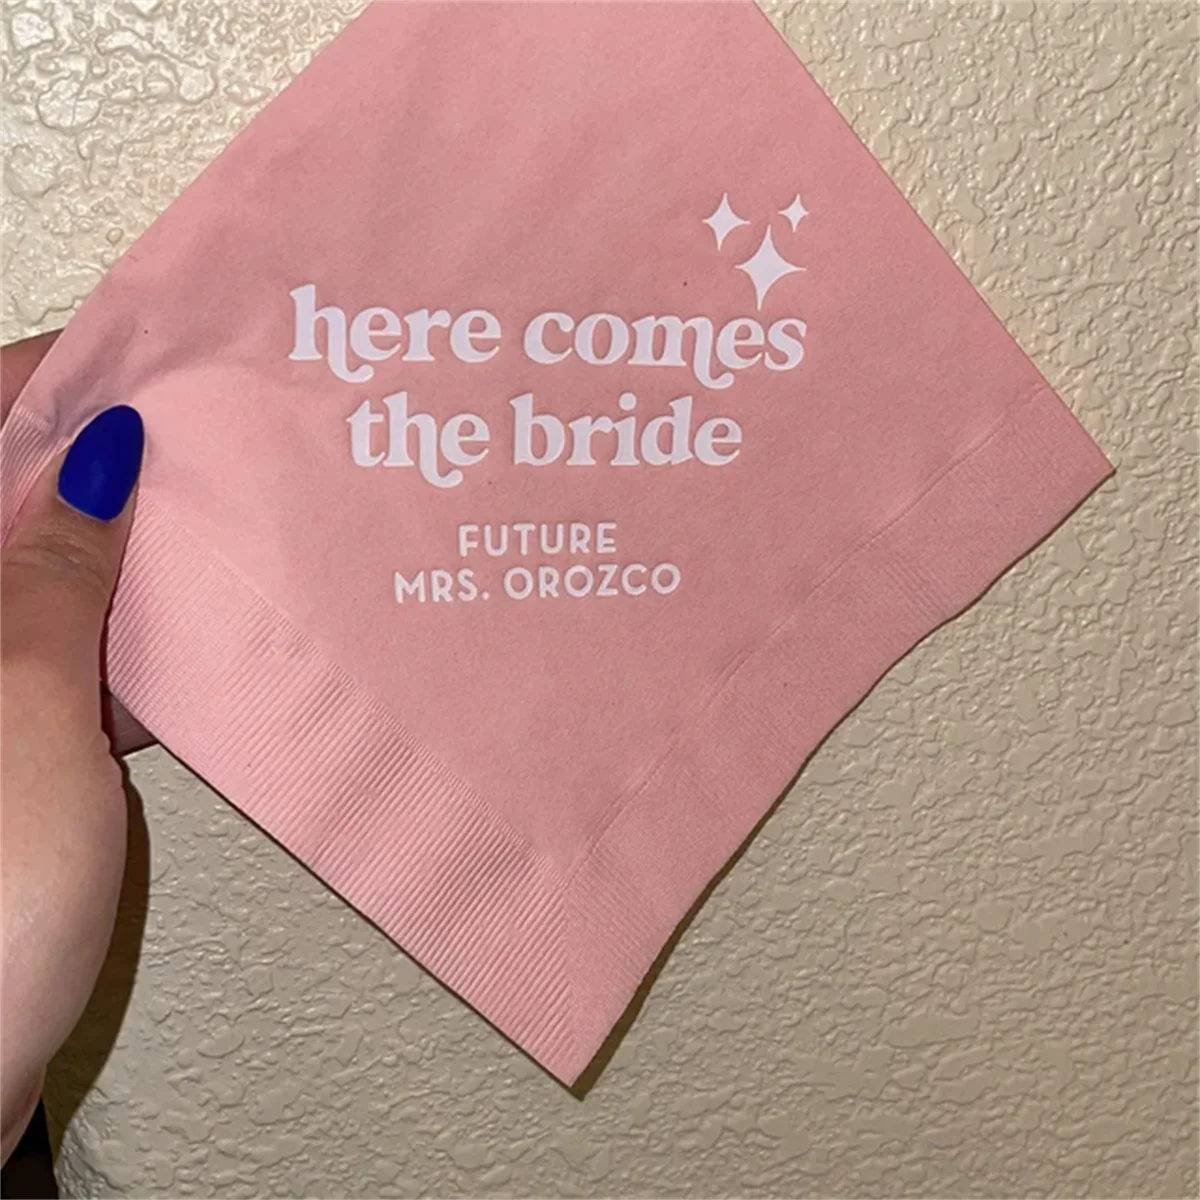 here comes
the bride
FUTURE
MRS. OROZCO